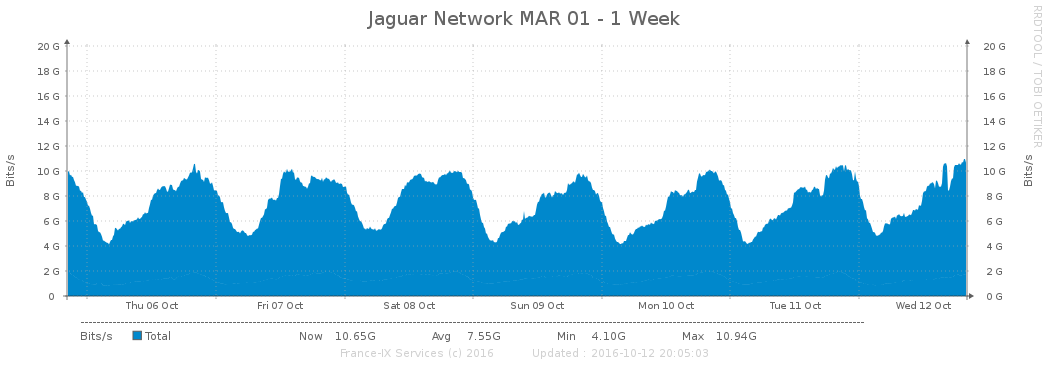 Jaguar Network MAR 01 - 1 Week
RRDTOOL / TOBI OETIKER
Bits/s
20 G 20 G
18 G 18 G
16 G 16 G
14 G 14 G
12 G 12 G
10 G 10 G
8 G 8 G
6 G 6 G
4 G 4 G
2 G 2 G
0 0 G
Bits/s
Thu 06 Oct Fri 07 Oct Sat 08 Oct Sun 09 Oct Mon 10 Oct Tue 11 Oct Wed 12 Oct
Bits/s Total Now 10.65G Avg 7.55G Min 4.10G Max 10.94G
France-IX Services (c) 2016 Updated : 2016-10-12 20:05:03